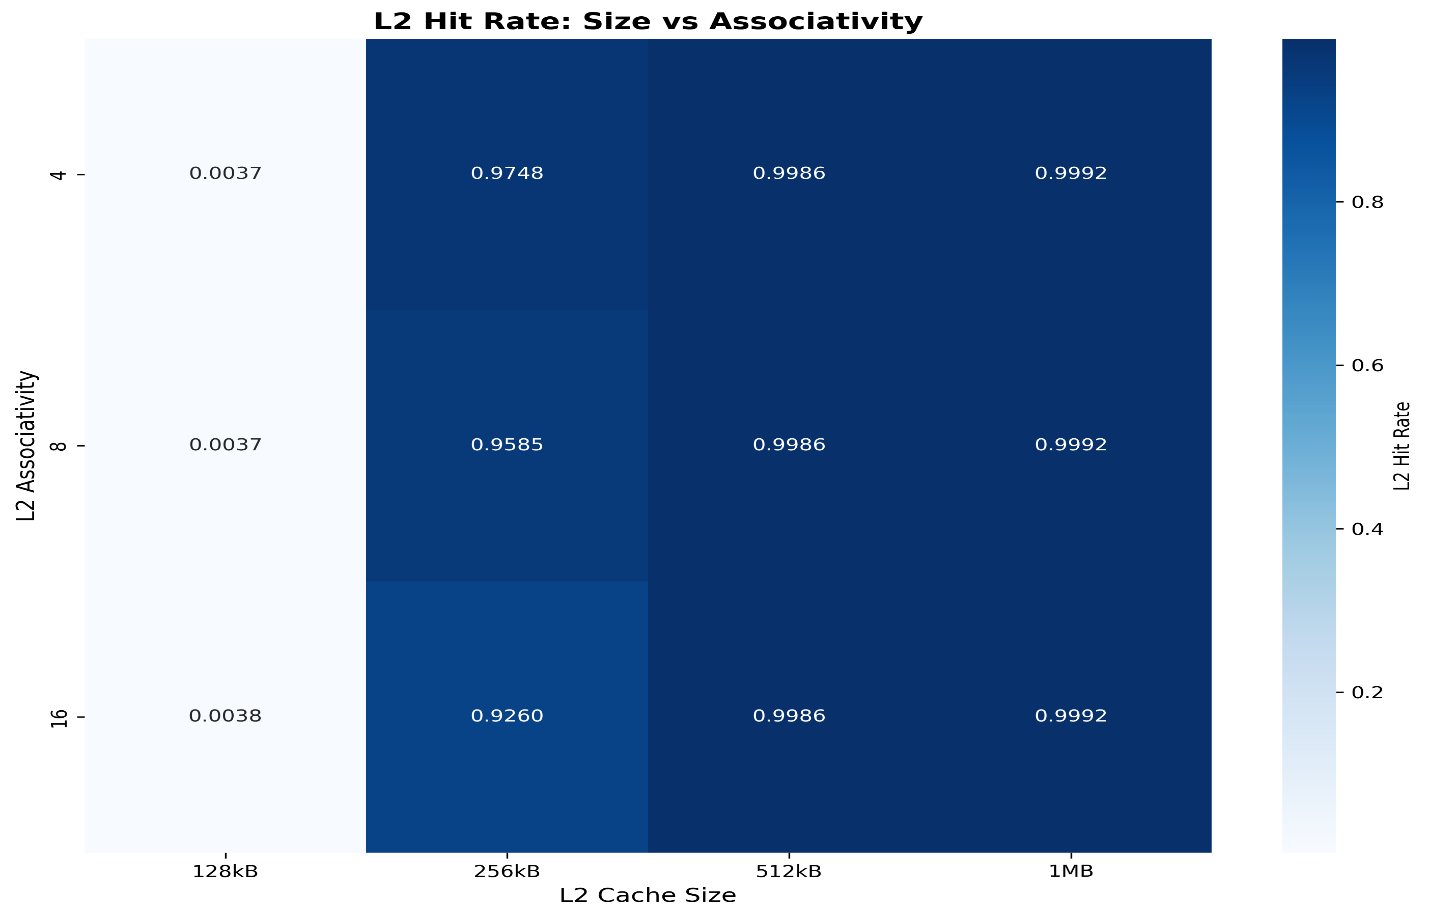 L2 Hit Rate: Size vs Associativity
4 0.0037 0.9748 0.9986 0.9992
8 0.0037 0.9585 0.9986 0.9992
16 0.0038 0.9260 0.9986 0.9992
128kB 256kB 512kB 1MB
L2 Cache Size
L2 Associativity
0.8
0.6
0.4
0.2
L2 Hit Rate